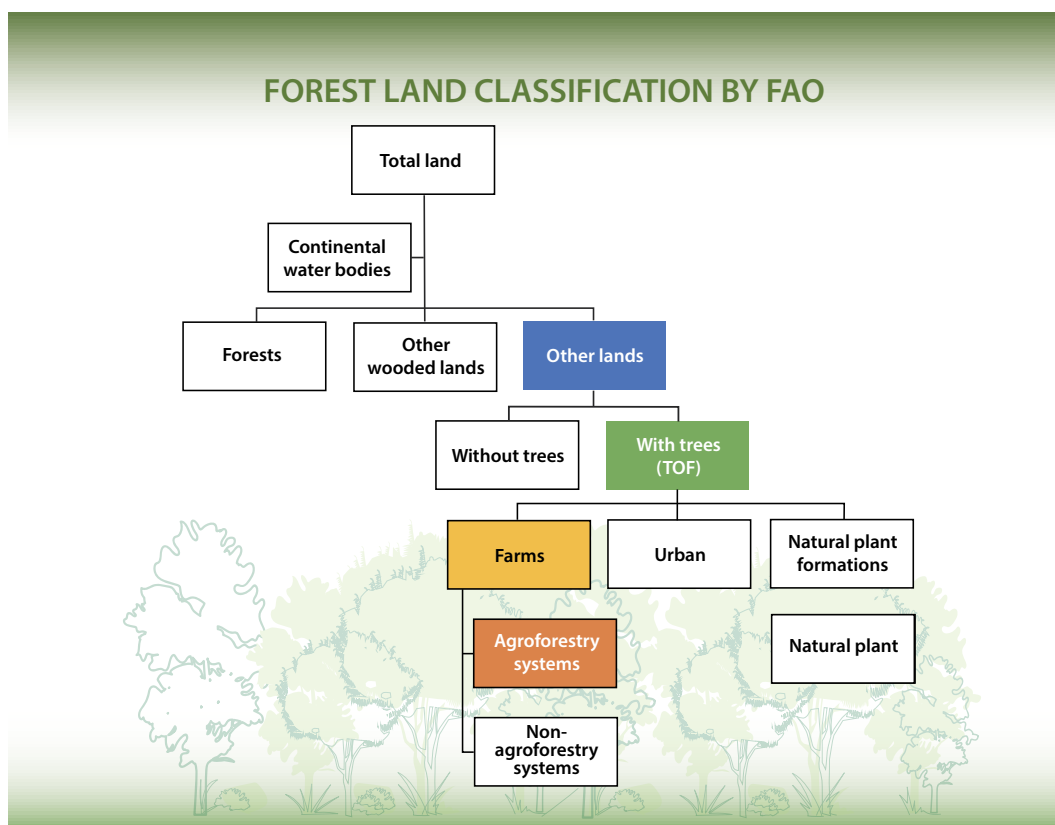 FOREST LAND CLASSIFICATION BY FAO
Total land
Continental
water bodies
Forests
Other
wooded lands
Other lands
Without trees
With trees
(TOF)
Farms
Urban
Natural plant
formations
Agroforestry
systems
Natural plant
Non-
agroforestry
systems